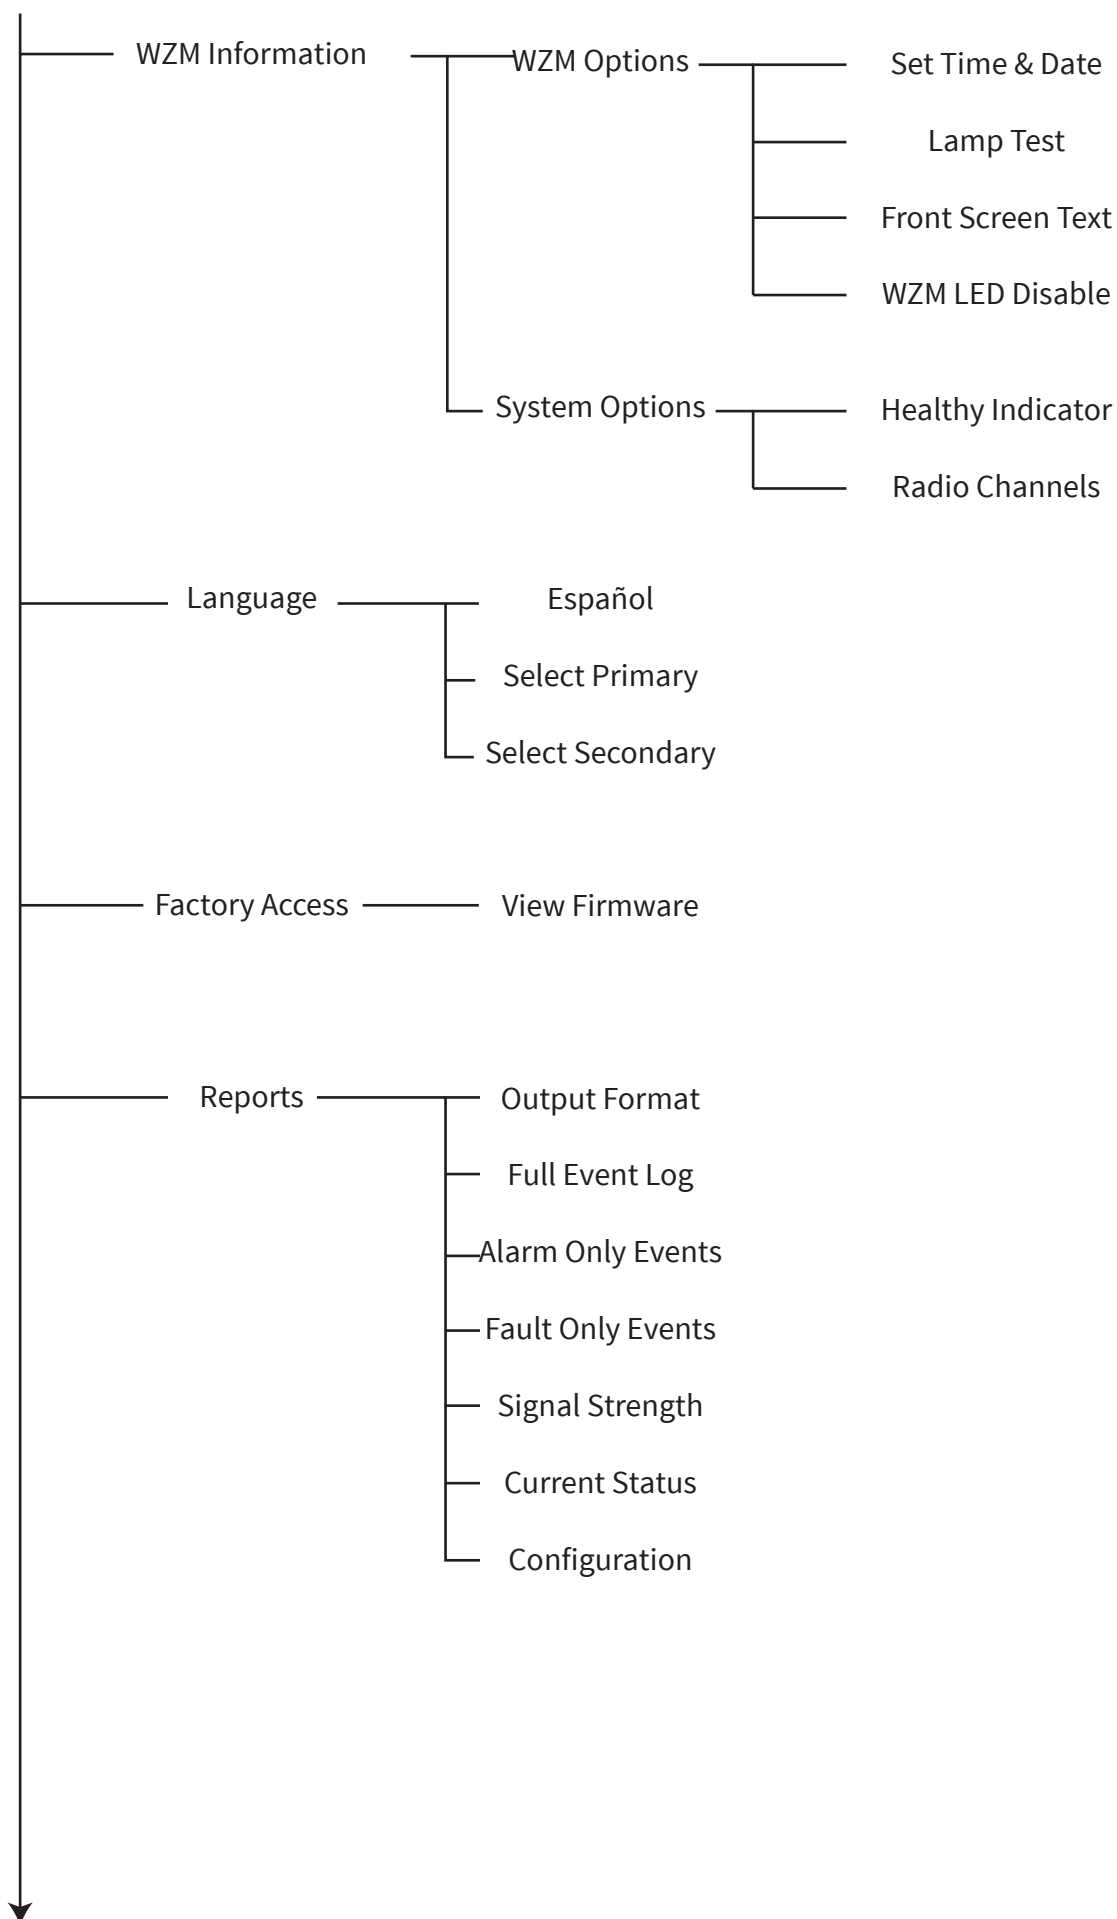 WZM Information
WZM Options
Set Time & Date
Lamp Test
Front Screen Text
WZM LED Disable
System Options
Healthy Indicator
Radio Channels
Language
Español
Select Primary
Select Secondary
Factory Access
View Firmware
Reports
Output Format
Full Event Log
Alarm Only Events
Fault Only Events
Signal Strength
Current Status
Configuration